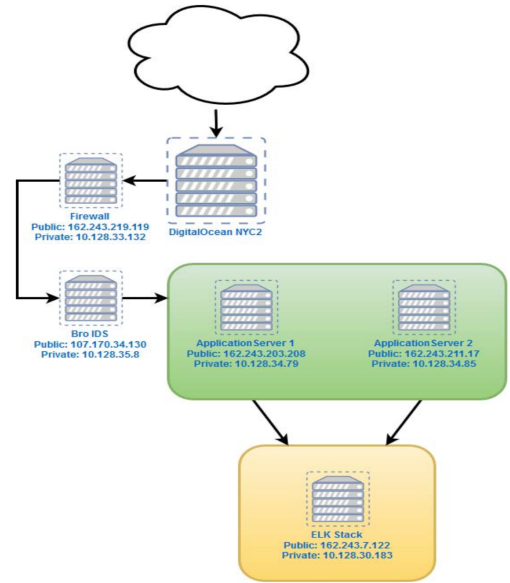 DigitalOcean NYC2
Firewall
Public: 162.243.219.119
Private: 10.128.33.132
Bro IDS
Public: 107.170.34.130
Private: 10.128.35.8
Application Server 1
Public: 162.243.203.208
Private: 10.128.34.79
Application Server 2
Public: 162.243.211.17
Private: 10.128.34.85
ELK Stack
Public: 162.243.7.122
Private: 10.128.30.183